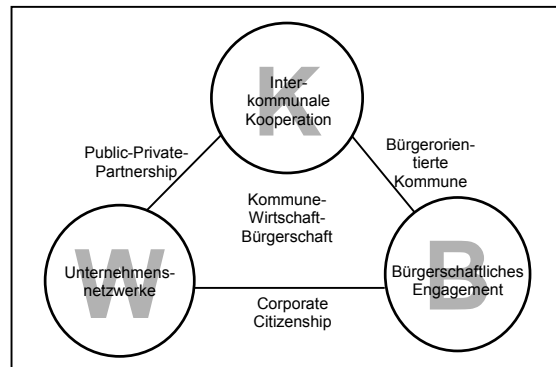 K
Inter-
kommunale
Kooperation
Public-Private-
Partnership
Bürgerorien-
tierte
Kommune
Kommune-
Wirtschaft-
Bürgerschaft
W
Unternehmens-
netzwerke
B
Bürgerschaftliches
Engagement
Corporate
Citizenship